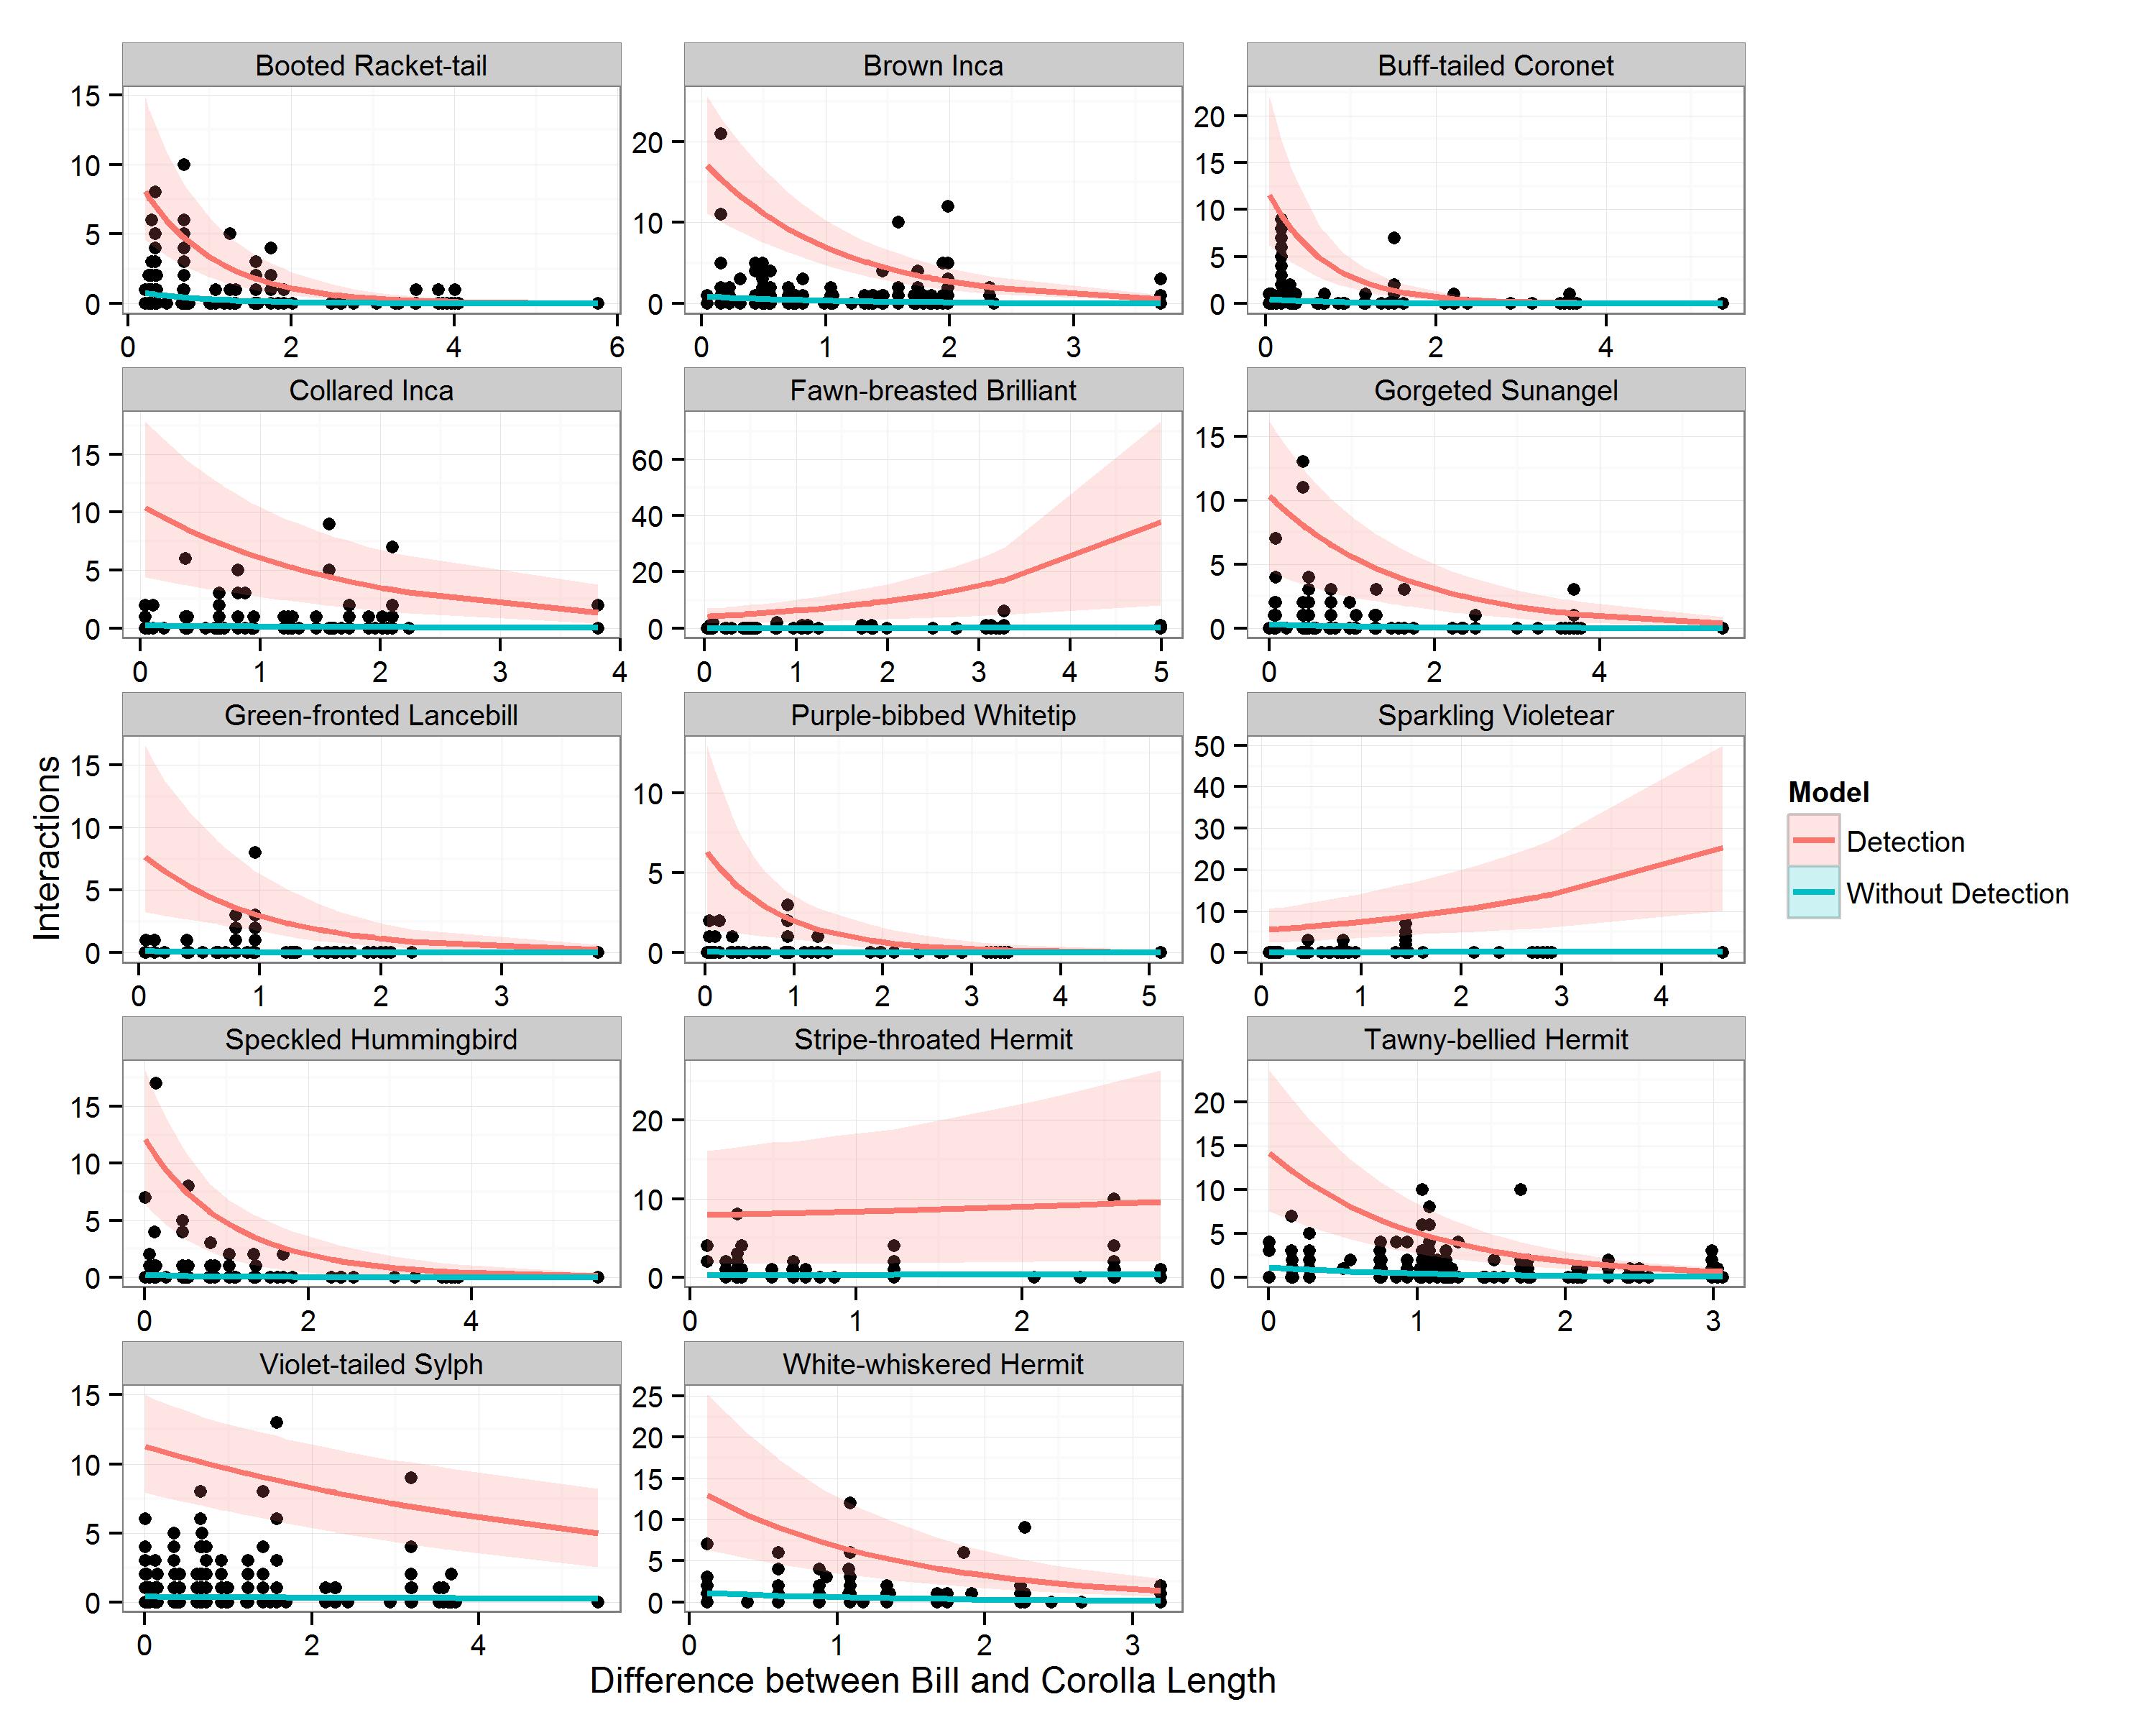 Booted Racket-tail
Brown Inca
Buff-tailed Coronet
15
10
5
0
0 2 4 6
20
10
0
0 1 2 3
20
15
10
5
0
0 2 4
Collared Inca
Fawn-breasted Brilliant
Gorgeted Sunangel
15
10
5
0
0 1 2 3 4
60
40
20
0
0 1 2 3 4 5
15
10
5
0
0 2 4
Green-fronted Lancebill
Purple-bibbed Whitetip
Sparkling Violetear
15
10
5
0
0 1 2 3
10
5
0
0 1 2 3 4 5
50
40
30
20
10
0
0 1 2 3 4
Speckled Hummingbird
Stripe-throated Hermit
Tawny-bellied Hermit
15
10
5
0
0 2 4
20
10
0
0 1 2
20
15
10
5
0
0 1 2 3
Violet-tailed Sylph
White-whiskered Hermit
15
10
5
0
0 2 4
25
20
15
10
5
0
0 1 2 3
Interactions
Difference between Bill and Corolla Length
Model
Detection
Without Detection